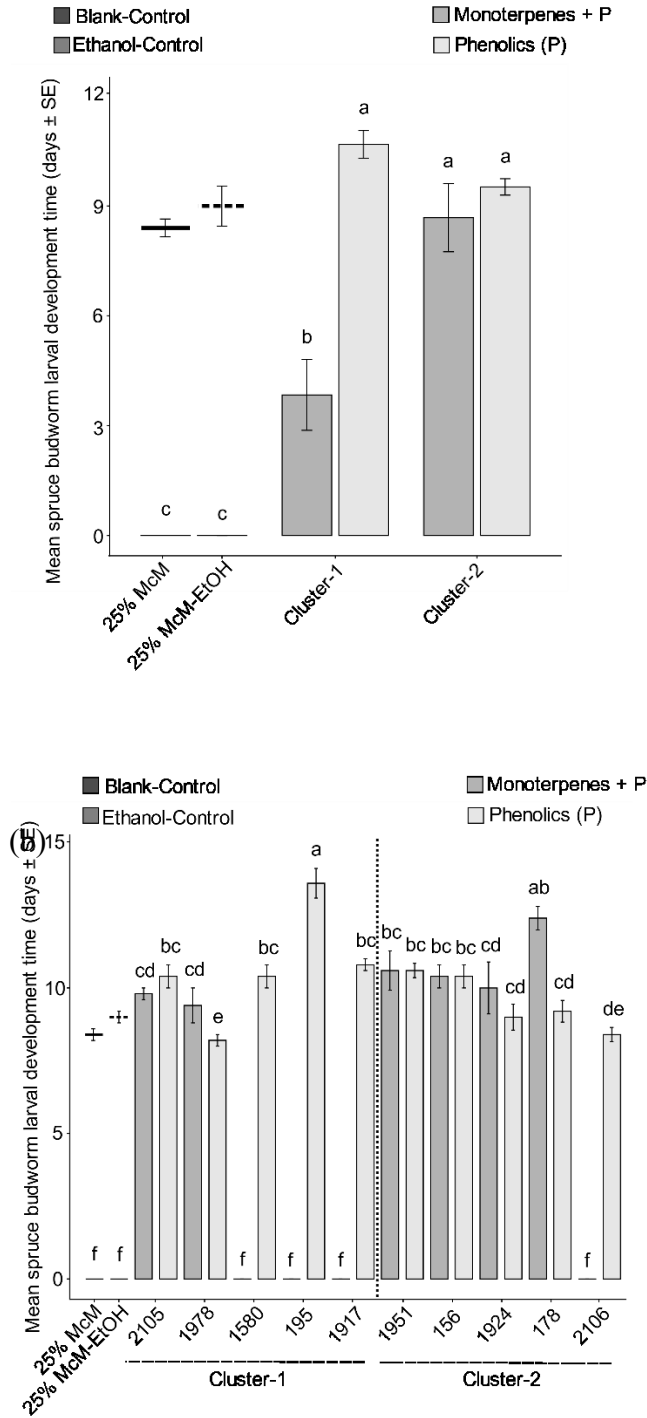 Blank-Control
Monoterpenes + P
Ethanol-Control
Phenolics (P)
Mean spruce budworm larval development time (days ± SE)
12
9
6
3
0
c
c
b
a
a
a
25% McM
25% McM-EtOH
Cluster-1
Cluster-2
Blank-Control
Monoterpenes + P
Ethanol-Control
Phenolics (P)
Mean spruce budworm larval development time (days ± SE)
15
10
5
0
f
f
cd
bc
cd
e
f
bc
f
a
f
bc
bc
bc
bc
bc
cd
cd
ab
cd
f
de
25% McM
25% McM-EtOH
2105
1978
1580
195
1917
1951
156
1924
178
2106
Cluster-1
Cluster-2